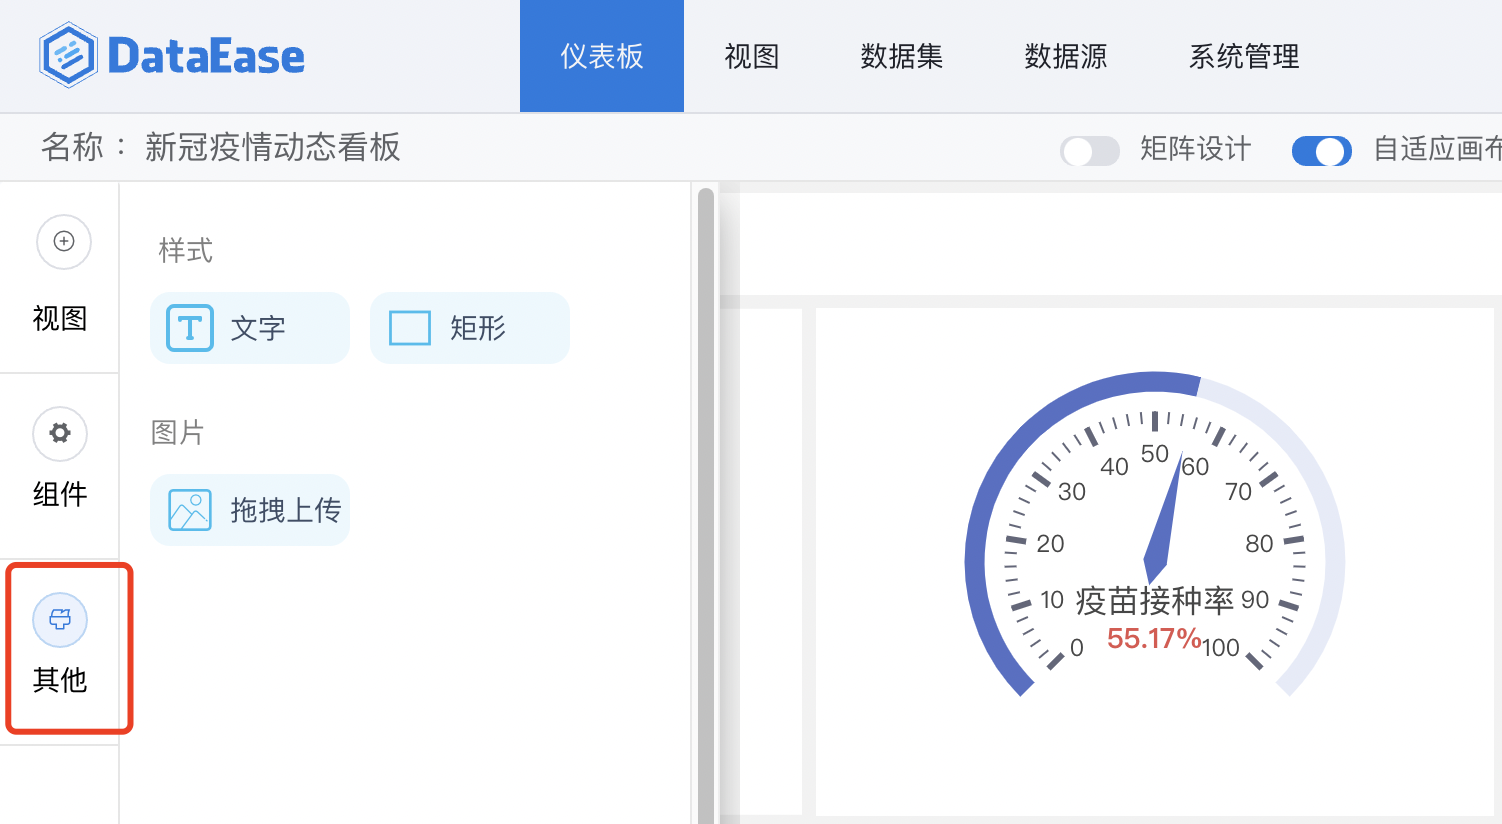 DataEase
仪表板
视图
数据集
数据源
系统管理
名称： 新冠疫情动态看板
矩阵设计
自适应画布
视图
组件
其他
样式
文字
矩形
图片
拖拽上传
0
10
20
30
40
50
60
70
80
90
100
疫苗接种率
55.17%